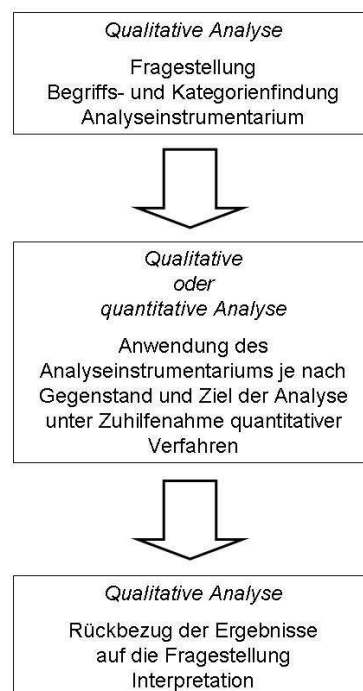 Qualitative Analyse
Fragestellung
Begriffs- und Kategorienfindung
Analyseinstrumentarium
Qualitative
oder
quantitative Analyse
Anwendung des
Analyseinstrumentariums je nach
Gegenstand und Ziel der Analyse
unter Zuhilfenahme quantitativer
Verfahren
Qualitative Analyse
Rückbezug der Ergebnisse
auf die Fragestellung
Interpretation